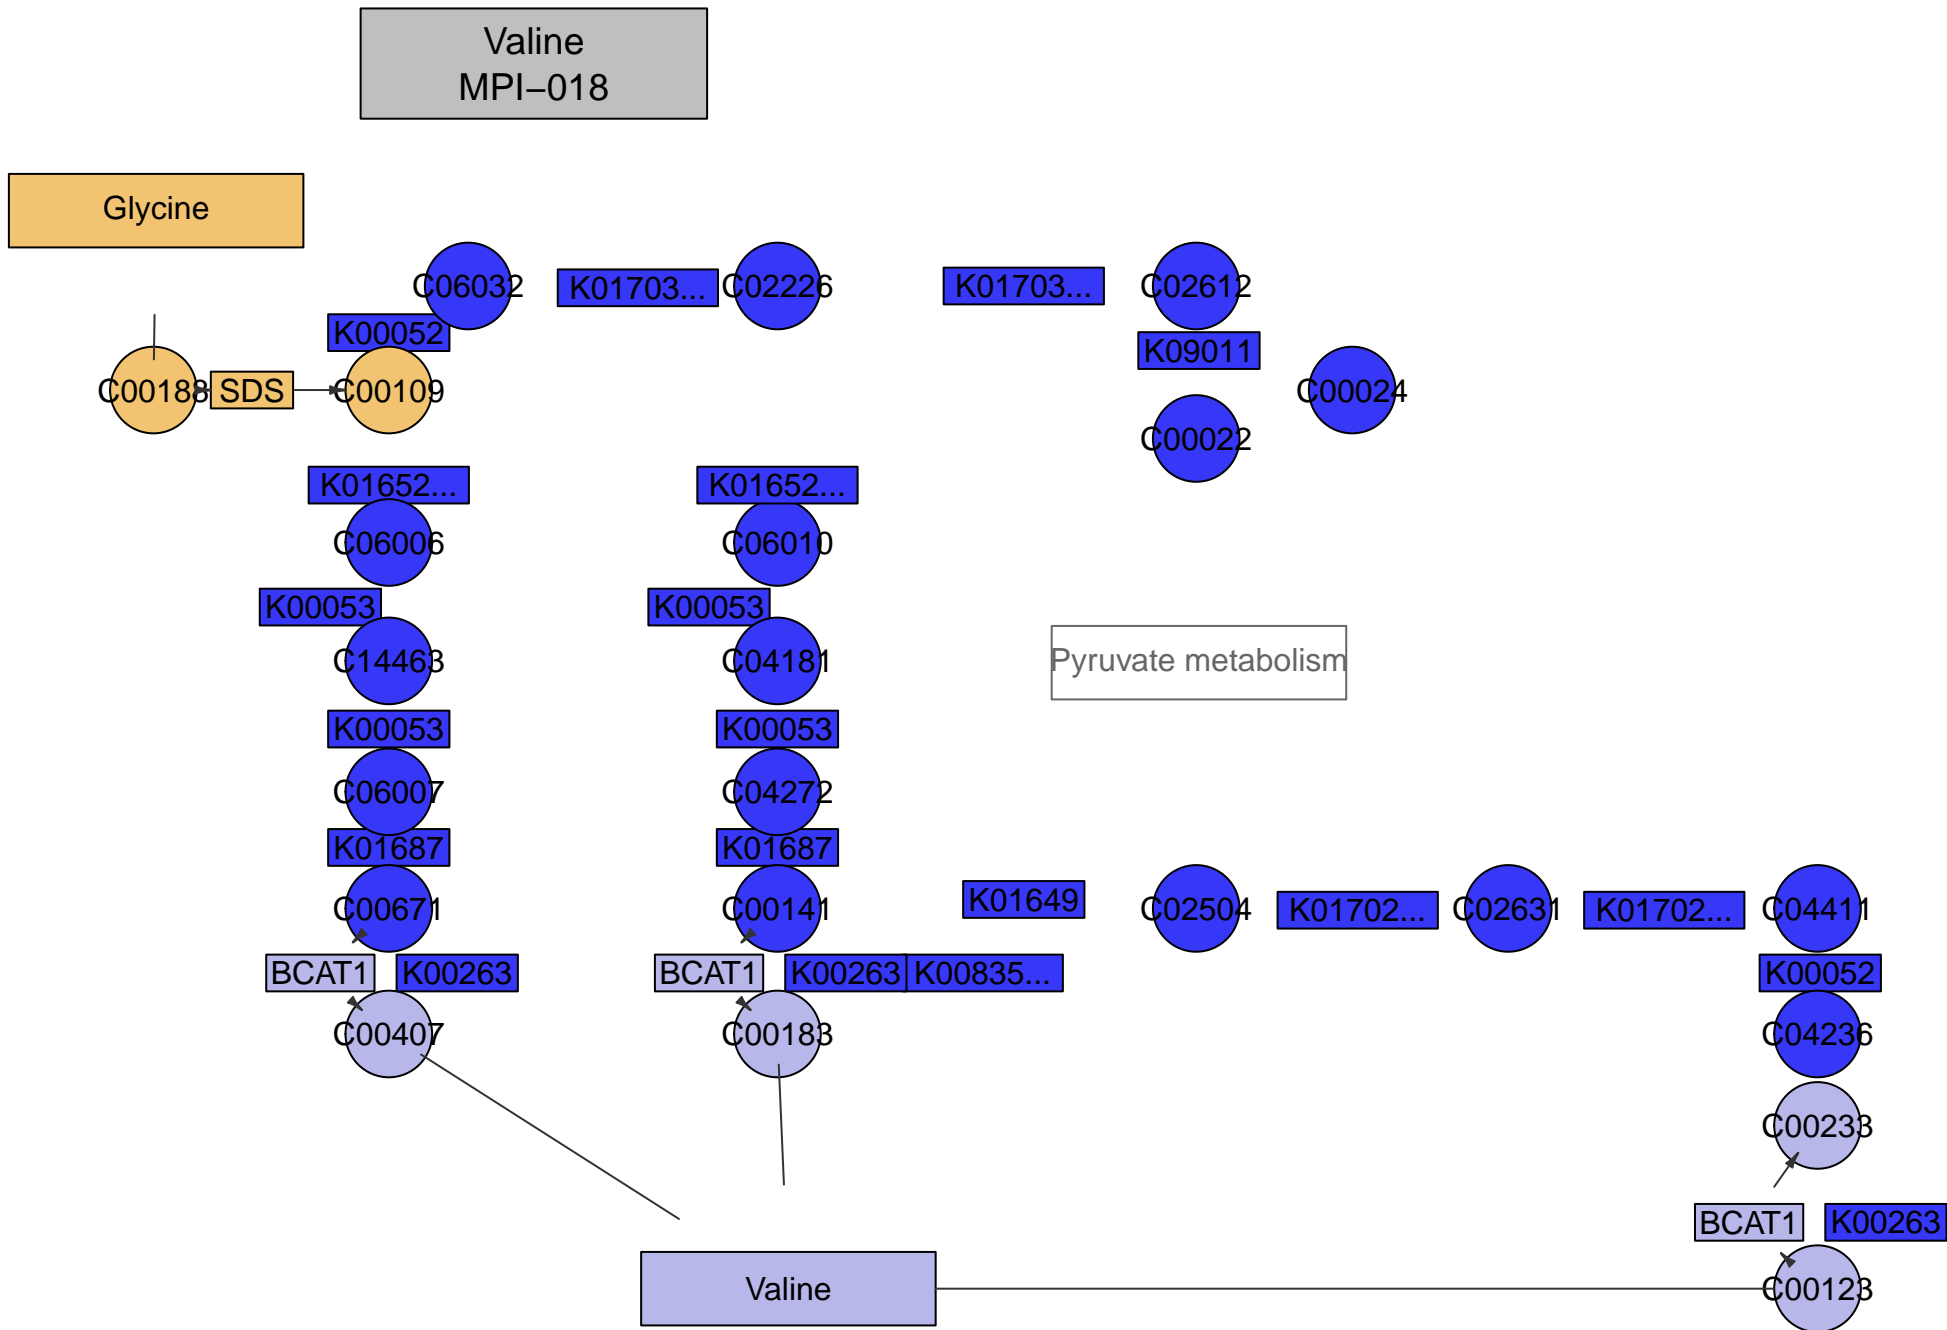 Valine
MPI−018
Glycine
C06032
K01703...
C02226
K01703...
C02612
K00052
K09011
C00188
SDS
C00109
C00024
C00022
K01652...
K01652...
C06006
C06010
K00053
K00053
C14463
C04181
Pyruvate metabolism
K00053
K00053
C06007
C04272
K01687
K01687
C00671
C00141
K01649
C02504
K01702...
C02631
K01702...
C04411
BCAT1
K00263
BCAT1
K00263
K00835...
K00052
C00407
C00183
C04236
C00233
BCAT1
K00263
Valine
C00123